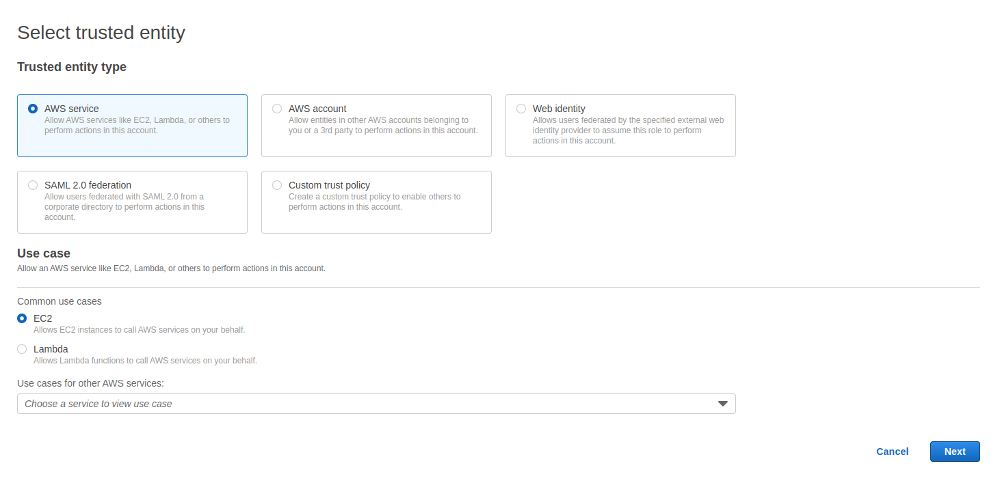 Select trusted entity
Trusted entity type
AWS service
Allow AWS services like EC2, Lambda, or others to
perform actions in this account.
AWS account
Allow entities in other AWS accounts belonging to
you or a 3rd party to perform actions in this account.
Web identity
Allows users federated by the specified external web
identity provider to assume this role to perform
actions in this account.
SAML 2.0 federation
Allow users federated with SAML 2.0 from a
corporate directory to perform actions in this
account.
Custom trust policy
Create a custom trust policy to enable others to
perform actions in this account.
Use case
Allow an AWS service like EC2, Lambda, or others to perform actions in this account.
Common use cases
EC2
Allows EC2 instances to call AWS services on your behalf.
Lambda
Allows Lambda functions to call AWS services on your behalf.
Use cases for other AWS services:
Choose a service to view use case
Cancel
Next